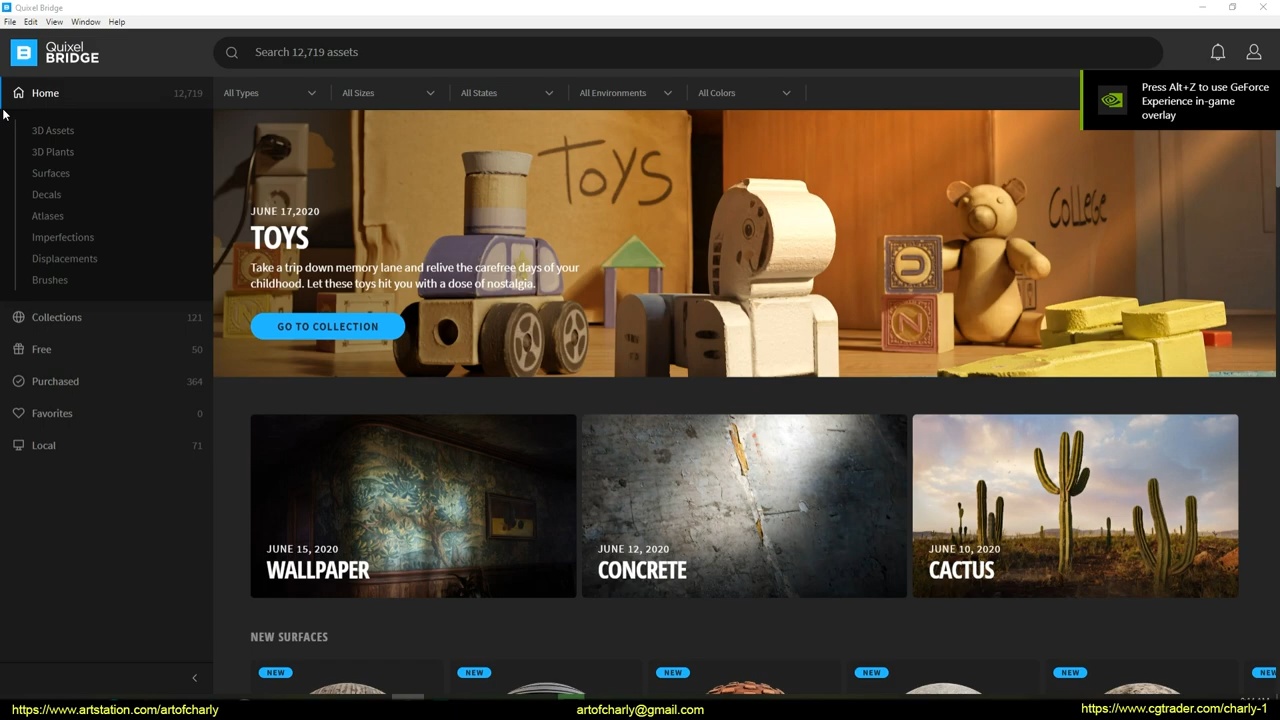 Quixel Bridge
File Edit View Window Help
Quixel
BRIDGE
Search 12,719 assets
Home 12,719
All Types
All Sizes
All States
All Environments
All Colors
Press Alt+Z to use GeForce
Experience in-game
overlay
3D Assets
3D Plants
Surfaces
Decals
Atlases
Imperfections
Displacements
Brushes
Collections 121
Free 50
Purchased 364
Favorites 0
Local 71
TOYS
COLLEGE
JUNE 17,2020
TOYS
Take a trip down memory lane and relive the carefree days of your
childhood. Let these toys hit you with a dose of nostalgia.
GO TO COLLECTION
U
N
JUNE 15, 2020
WALLPAPER
JUNE 12, 2020
CONCRETE
JUNE 10, 2020
CACTUS
NEW SURFACES
NEW
NEW
NEW
NEW
NEW
NEW
https://www.artstation.com/artofcharly
artofcharly@gmail.com
https://www.cgtrader.com/charly-1